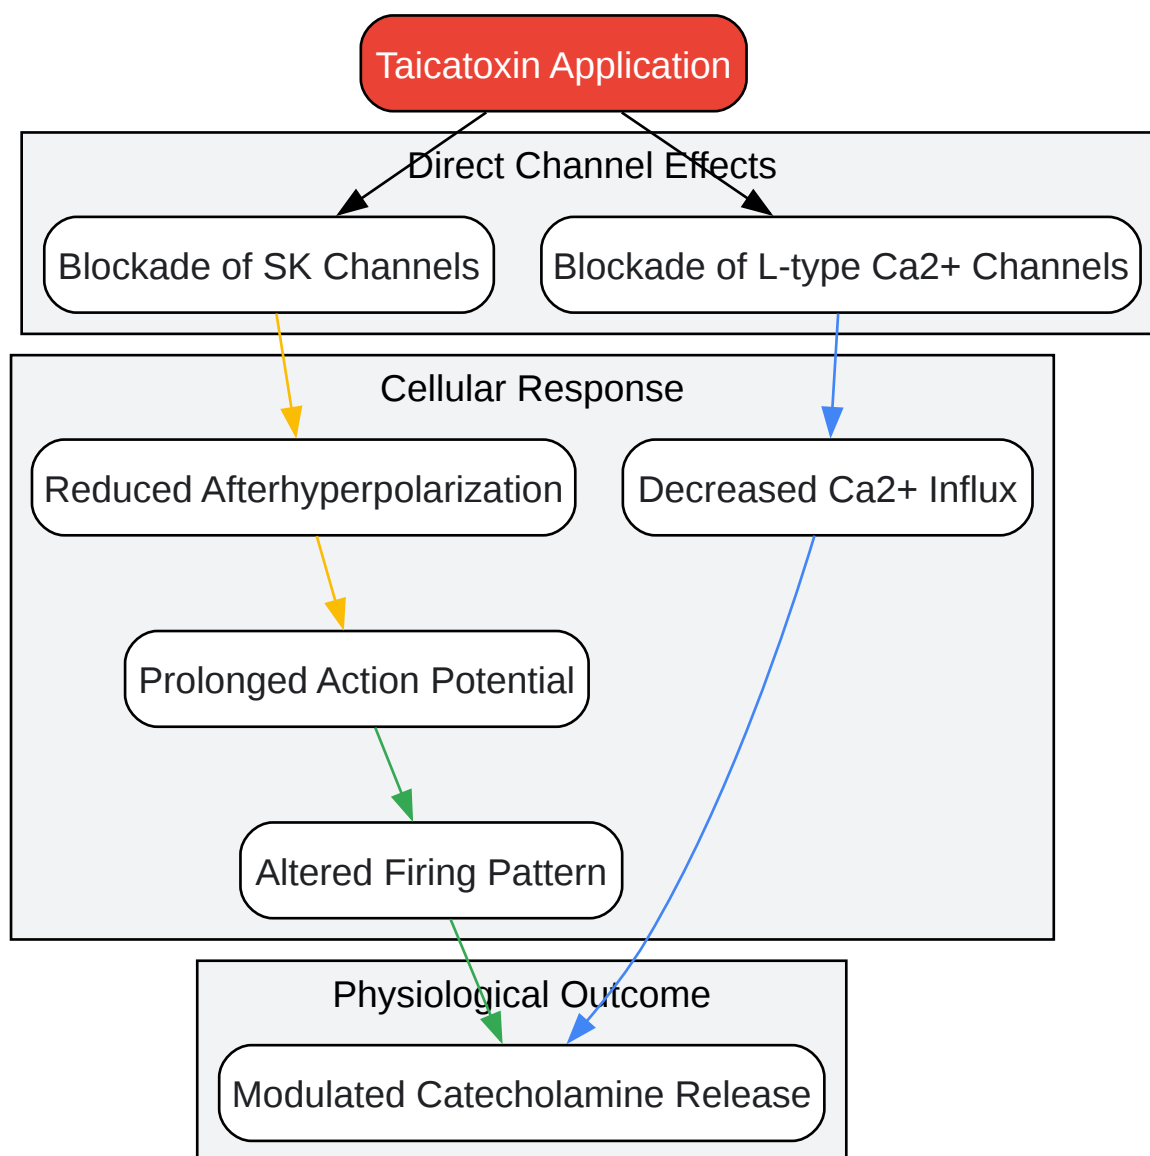 Taicatoxin Application
Direct Channel Effects
Blockade of SK Channels
Blockade of L-type Ca2+ Channels
Cellular Response
Reduced Afterhyperpolarization
Decreased Ca2+ Influx
Prolonged Action Potential
Altered Firing Pattern
Physiological Outcome
Modulated Catecholamine Release